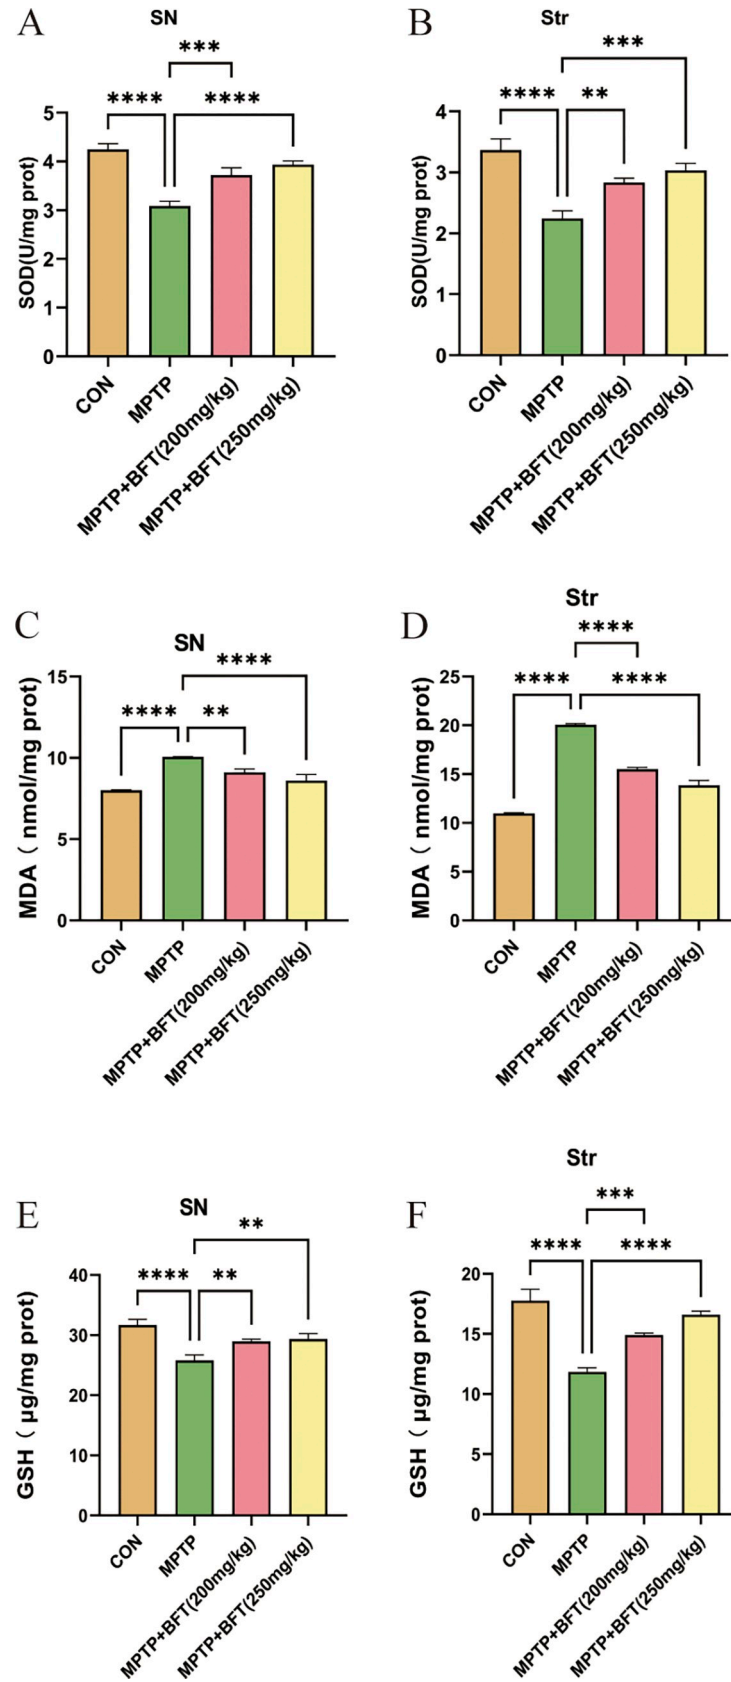 A
SN
***
****
****
SOD(U/mg prot)
5
4
3
2
1
0
CON
MPTP
MPTP+BFT(200mg/kg)
MPTP+BFT(250mg/kg)
B
Str
***
****
**
SOD(U/mg prot)
4
3
2
1
0
CON
MPTP
MPTP+BFT(200mg/kg)
MPTP+BFT(250mg/kg)
C
SN
****
****
**
MDA（nmol/mg prot)
15
10
5
0
CON
MPTP
MPTP+BFT(200mg/kg)
MPTP+BFT(250mg/kg)
D
Str
****
****
****
MDA（nmol/mg prot)
25
20
15
10
5
0
CON
MPTP
MPTP+BFT(200mg/kg)
MPTP+BFT(250mg/kg)
E
SN
**
****
**
GSH（µg/mg prot)
40
30
20
10
0
CON
MPTP
MPTP+BFT(200mg/kg)
MPTP+BFT(250mg/kg)
F
Str
***
****
****
GSH（µg/mg prot)
20
15
10
5
0
CON
MPTP
MPTP+BFT(200mg/kg)
MPTP+BFT(250mg/kg)